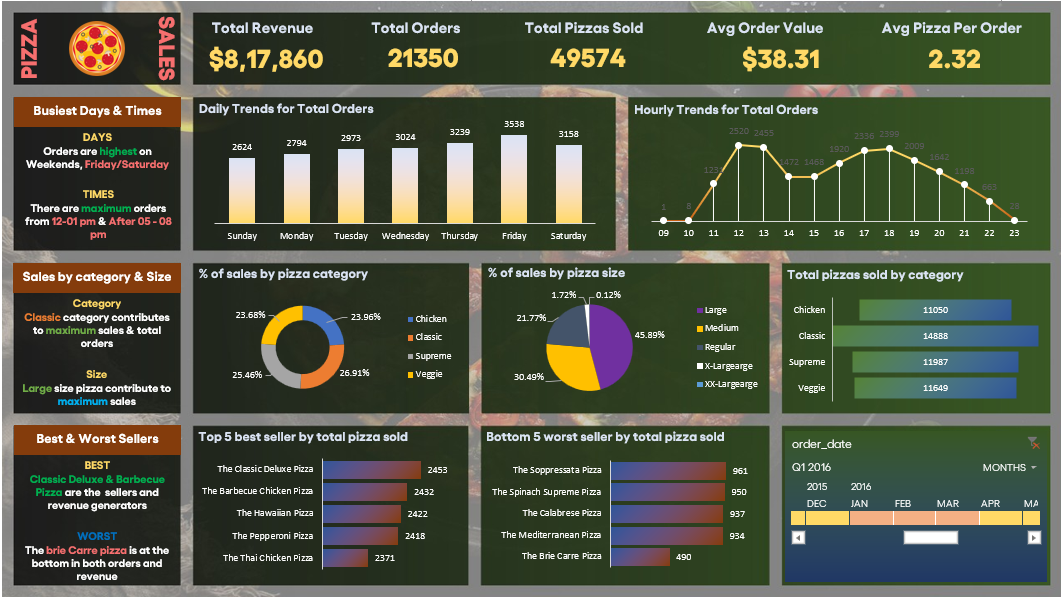 PIZZA
SALES
Total Revenue
$8,17,860
Total Orders
21350
Total Pizzas Sold
49574
Avg Order Value
$38.31
Avg Pizza Per Order
2.32
Busiest Days & Times
DAYS
Orders are highest on
Weekends, Friday/Saturday
TIMES
There are maximum orders
from 12-01 pm & After 05 - 08
pm
Daily Trends for Total Orders
2624
2794
2973
3024
3239
3538
3158
Sunday
Monday
Tuesday
Wednesday
Thursday
Friday
Saturday
Hourly Trends for Total Orders
1
8
1231
2520
2455
1472
1468
1920
2336
2399
2009
1642
1198
663
28
09
10
11
12
13
14
15
16
17
18
19
20
21
22
23
Sales by category & Size
Category
Classic category contributes
to maximum sales & total
orders
Size
Large size pizza contribute to
maximum sales
% of sales by pizza category
23.68%
23.96%
25.46%
26.91%
Chicken
Classic
Supreme
Veggie
% of sales by pizza size
1.72%
0.12%
21.77%
45.89%
30.49%
Large
Medium
Regular
X-Largearge
XX-Largearge
Total pizzas sold by category
Chicken
11050
Classic
14888
Supreme
11987
Veggie
11649
Best & Worst Sellers
BEST
Classic Deluxe & Barbecue
Pizza are the sellers and
revenue generators
WORST
The brie Carre pizza is at the
bottom in both orders and
revenue
Top 5 best seller by total pizza sold
The Classic Deluxe Pizza
2453
The Barbecue Chicken Pizza
2432
The Hawaiian Pizza
2422
The Pepperoni Pizza
2418
The Thai Chicken Pizza
2371
Bottom 5 worst seller by total pizza sold
The Soppressata Pizza
961
The Spinach Supreme Pizza
950
The Calabrese Pizza
937
The Mediterranean Pizza
934
The Brie Carre Pizza
490
order_date
Q1 2016
MONTHS
2015
2016
DEC
JAN
FEB
MAR
APR
MA